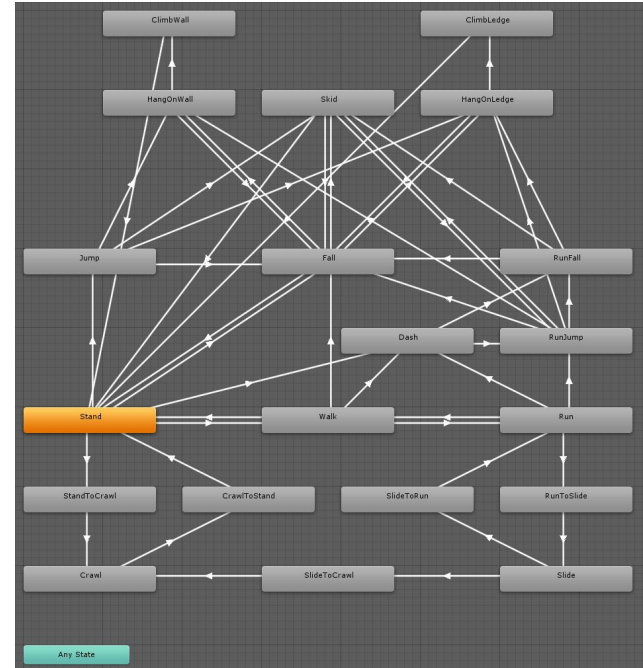 ClimbWall
ClimbLedge
HangOnWall
Skid
HangOnLedge
Jump
Fall
RunFall
Dash
RunJump
Stand
Walk
Run
StandToCrawl
CrawlToStand
SlideToRun
RunToSlide
Crawl
SlideToCrawl
Slide
Any State